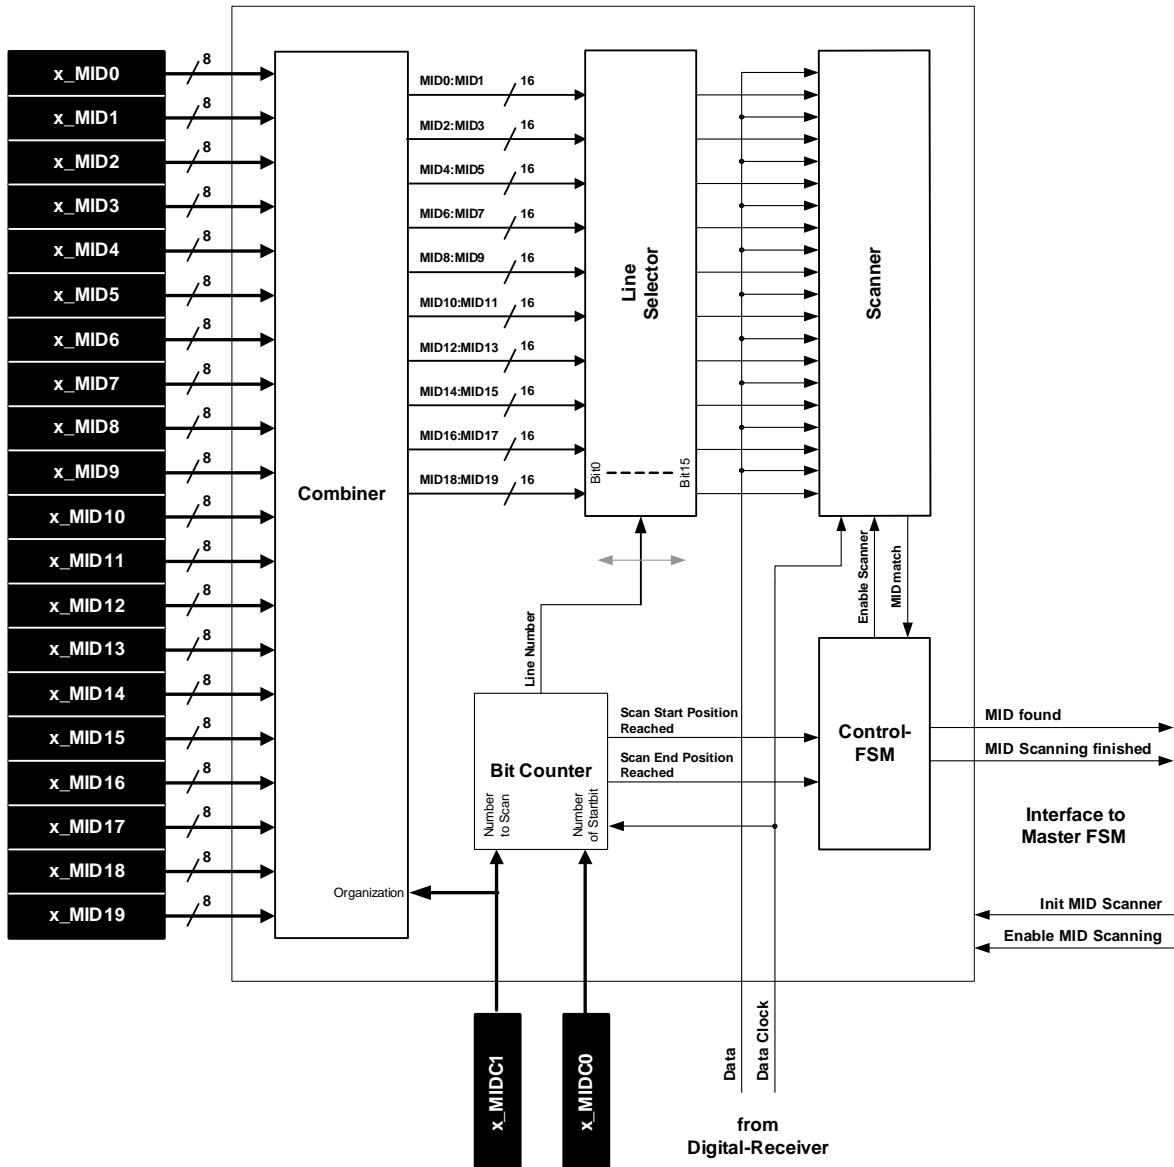 x_MID0
8
x_MID1
8
x_MID2
8
x_MID3
8
x_MID4
8
x_MID5
8
x_MID6
8
x_MID7
8
x_MID8
8
x_MID9
8
x_MID10
8
x_MID11
8
x_MID12
8
x_MID13
8
x_MID14
8
x_MID15
8
x_MID16
8
x_MID17
8
x_MID18
8
x_MID19
8
Combiner
Organization
MID0:MID1
16
MID2:MID3
16
MID4:MID5
16
MID6:MID7
16
MID8:MID9
16
MID10:MID11
16
MID12:MID13
16
MID14:MID15
16
MID16:MID17
16
MID18:MID19
16
Line
Selector
Bit0
Bit15
Scanner
Enable Scanner
MID match
Line Number
Bit Counter
Number
to Scan
Number
of Startbit
Scan Start Position
Reached
Scan End Position
Reached
Control-
FSM
MID found
MID Scanning finished
Interface to
Master FSM
Init MID Scanner
Enable MID Scanning
x_MIDC1
x_MIDC0
Data
Data Clock
from
Digital-Receiver